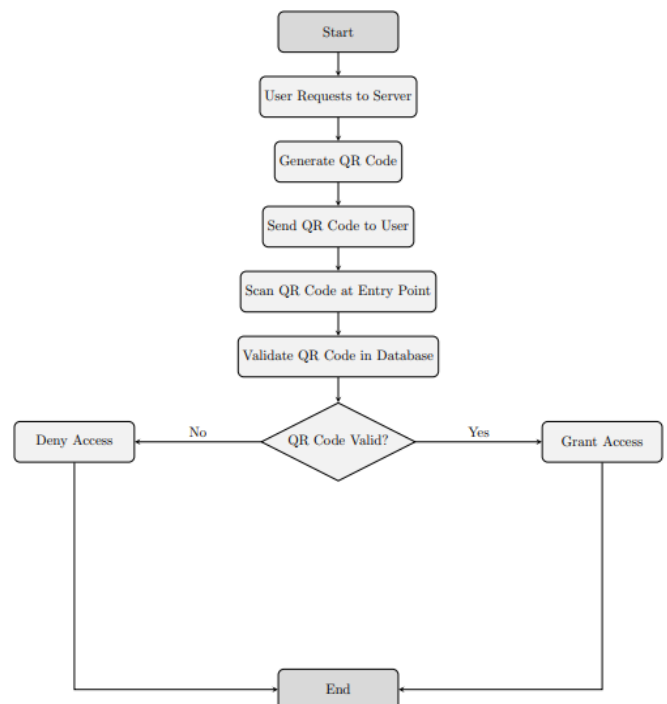 Start
User Requests to Server
Generate QR Code
Send QR Code to User
Scan QR Code at Entry Point
Validate QR Code in Database
Deny Access
No
QR Code Valid?
Yes
Grant Access
End